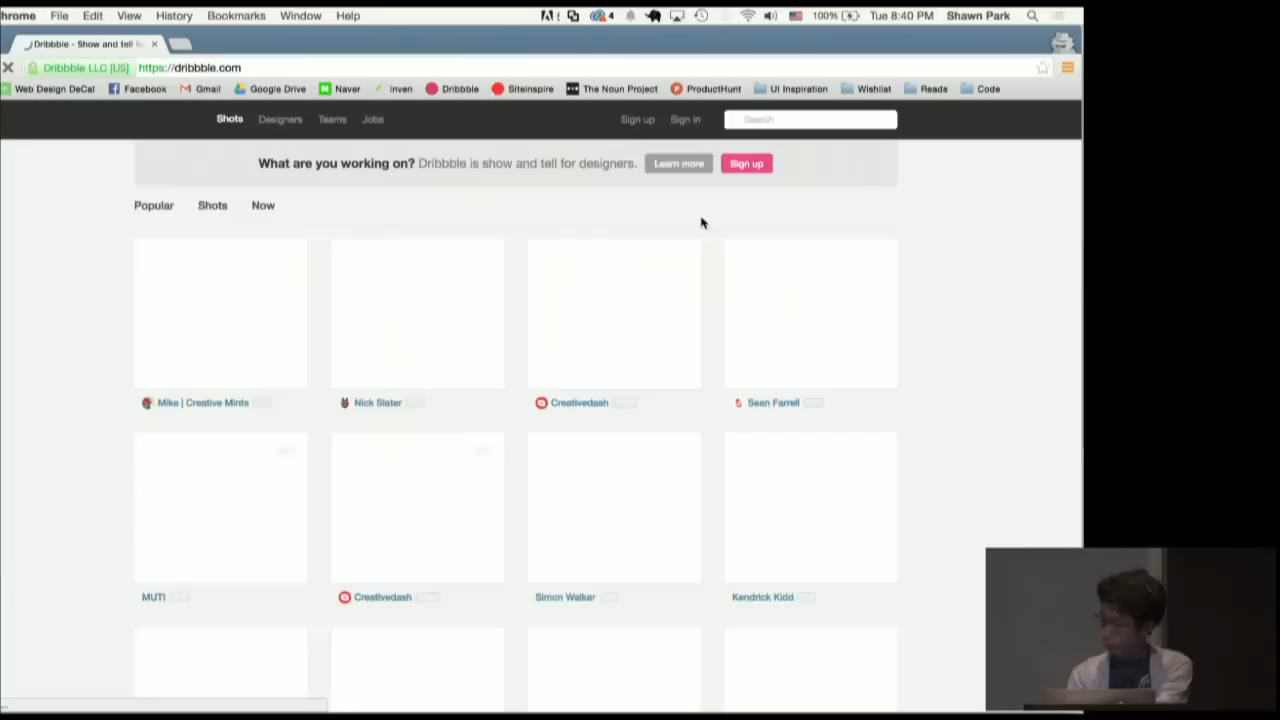 hrome File Edit View History Bookmarks Window Help 4 100% Tue 8:40 PM Shawn Park
Dribbble - Show and tell
Dribbble LLC [US] https://dribbble.com
Web Design DeCal Facebook Gmail Google Drive Naver Inven Dribbble Siteinspire The Noun Project ProductHunt UI Inspiration Wishlist Reads Code
Shots Designers Teams Jobs Sign up Sign in Search
What are you working on? Dribbble is show and tell for designers. Learn more Sign up
Popular Shots Now
Mike | Creative Mints Nick Slater Creativedash Sean Farrell
MUTI Creativedash Simon Walker Kendrick Kidd